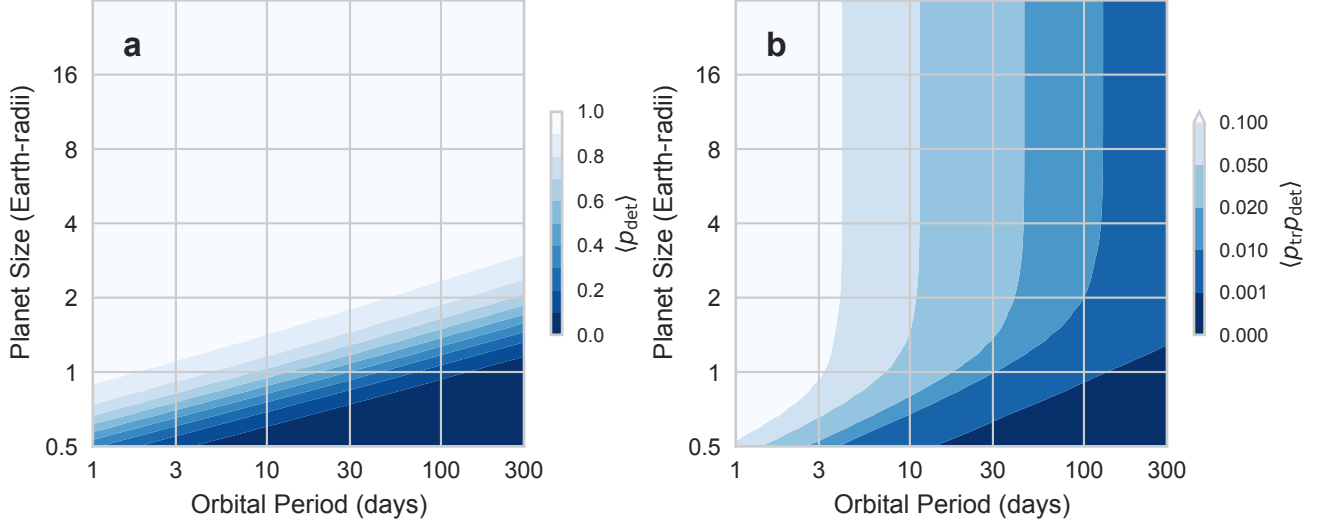 a
Planet Size (Earth-radii)
16
8
4
2
1
0.5
1 3 10 30 100 300
Orbital Period (days)
1.0
0.8
0.6
0.4
0.2
0.0
⟨p_det⟩
b
Planet Size (Earth-radii)
16
8
4
2
1
0.5
1 3 10 30 100 300
Orbital Period (days)
0.100
0.050
0.020
0.010
0.001
0.000
⟨p_tr p_det⟩